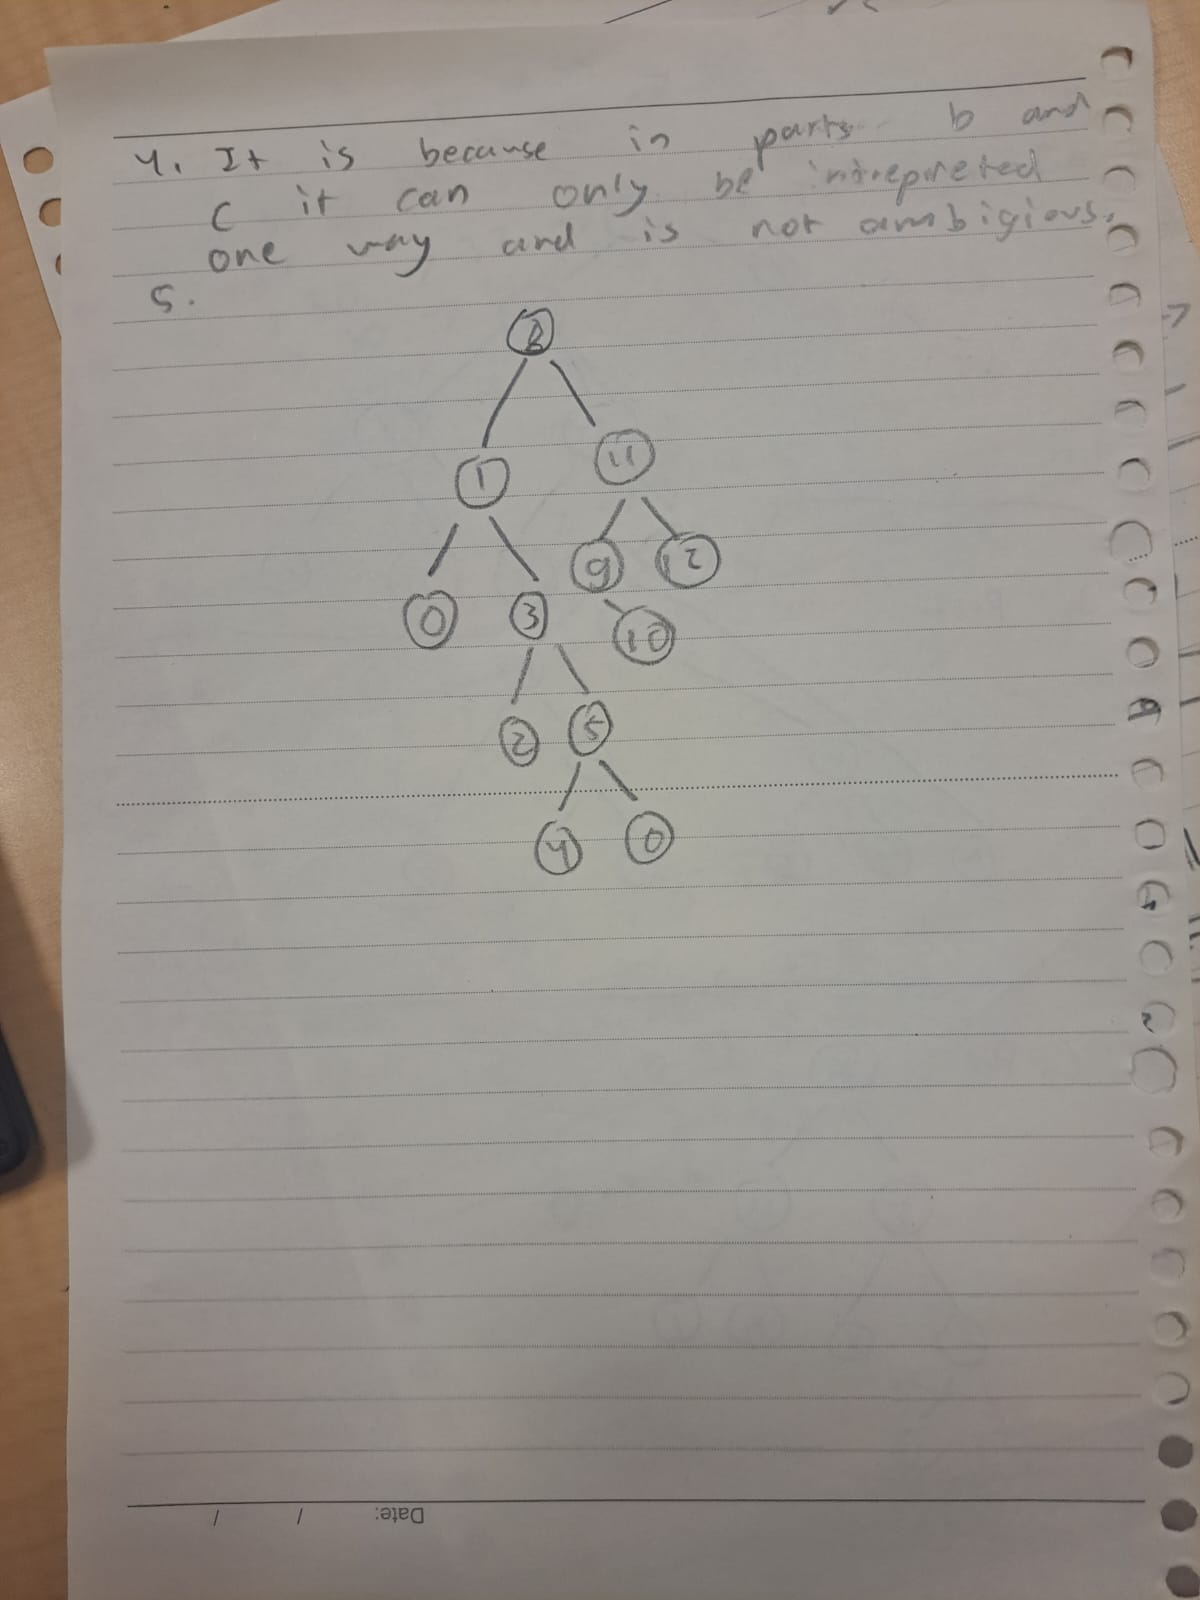 4. It is because in parts b and
c it can only be intrepreted
one way and is not ambigious.
5.
8
1 11
0 3 9 12
10
2 5
4 0
Date: / /